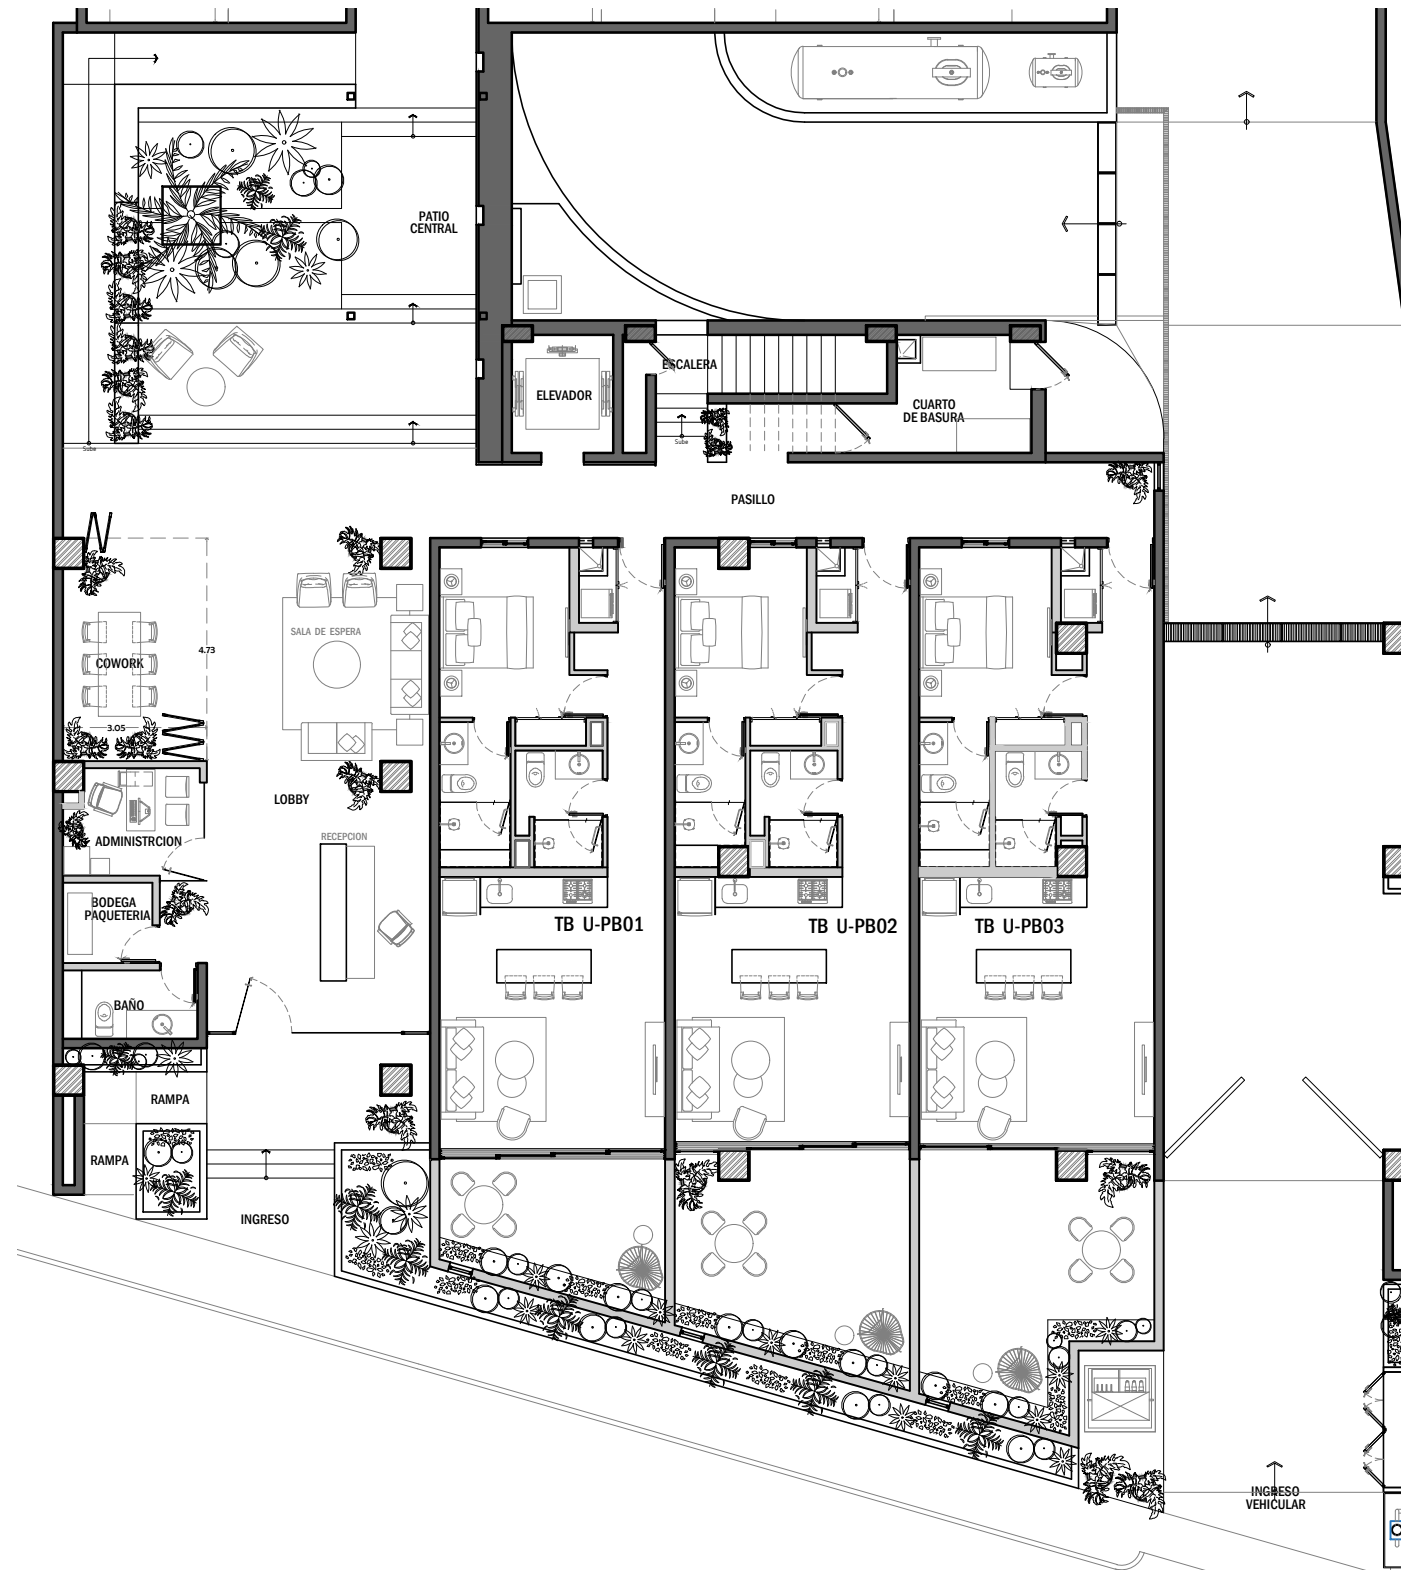 PATIO
CENTRAL
ESCALERA
ELEVADOR
CUARTO
DE BASURA
Sube
Sube
PASILLO
SALA DE ESPERA
4.73
COWORK
3.05
LOBBY
RECEPCION
ADMINISTRCION
BODEGA
PAQUETERIA
TB U-PB01
TB U-PB02
TB U-PB03
BAÑO
RAMPA
RAMPA
INGRESO
INGRESO
VEHICULAR